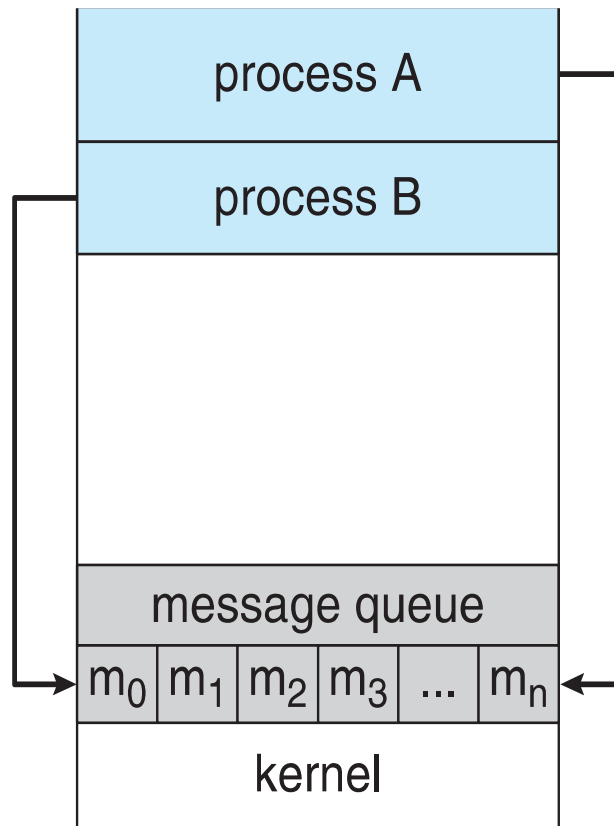 process A
process B
message queue
m₀ m₁ m₂ m₃ ... mₙ
kernel